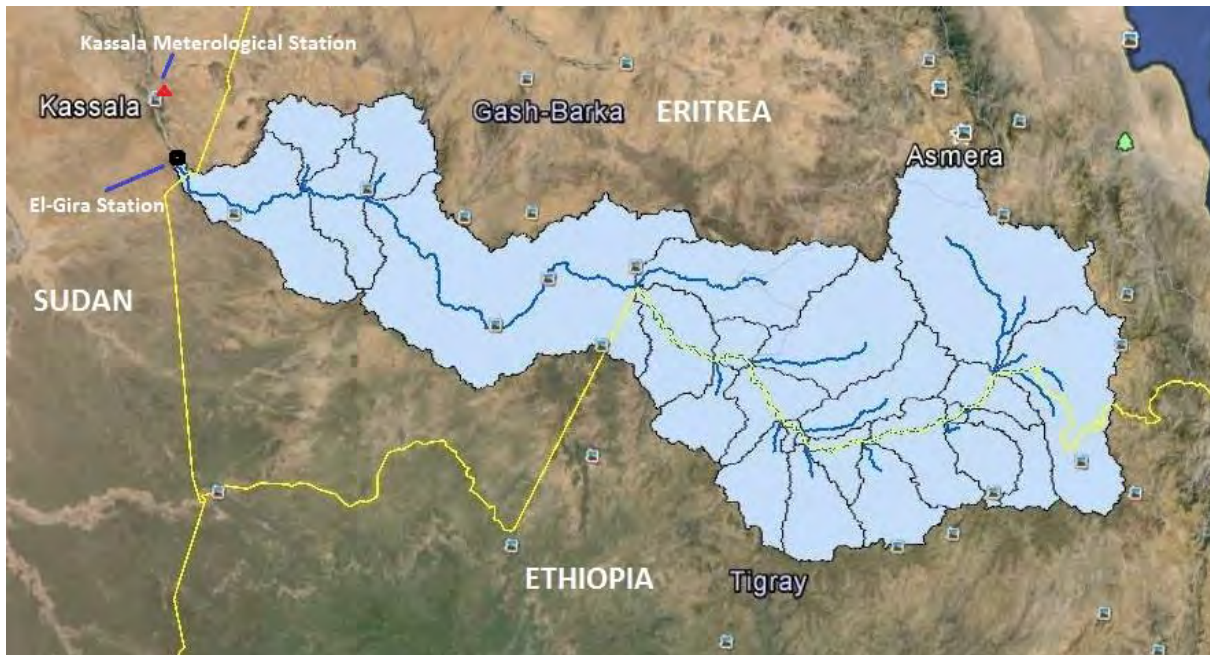 Kassala Meterological Station
Kassala
Gash-Barka
ERITREA
Asmera
El-Gira Station
SUDAN
ETHIOPIA
Tigray